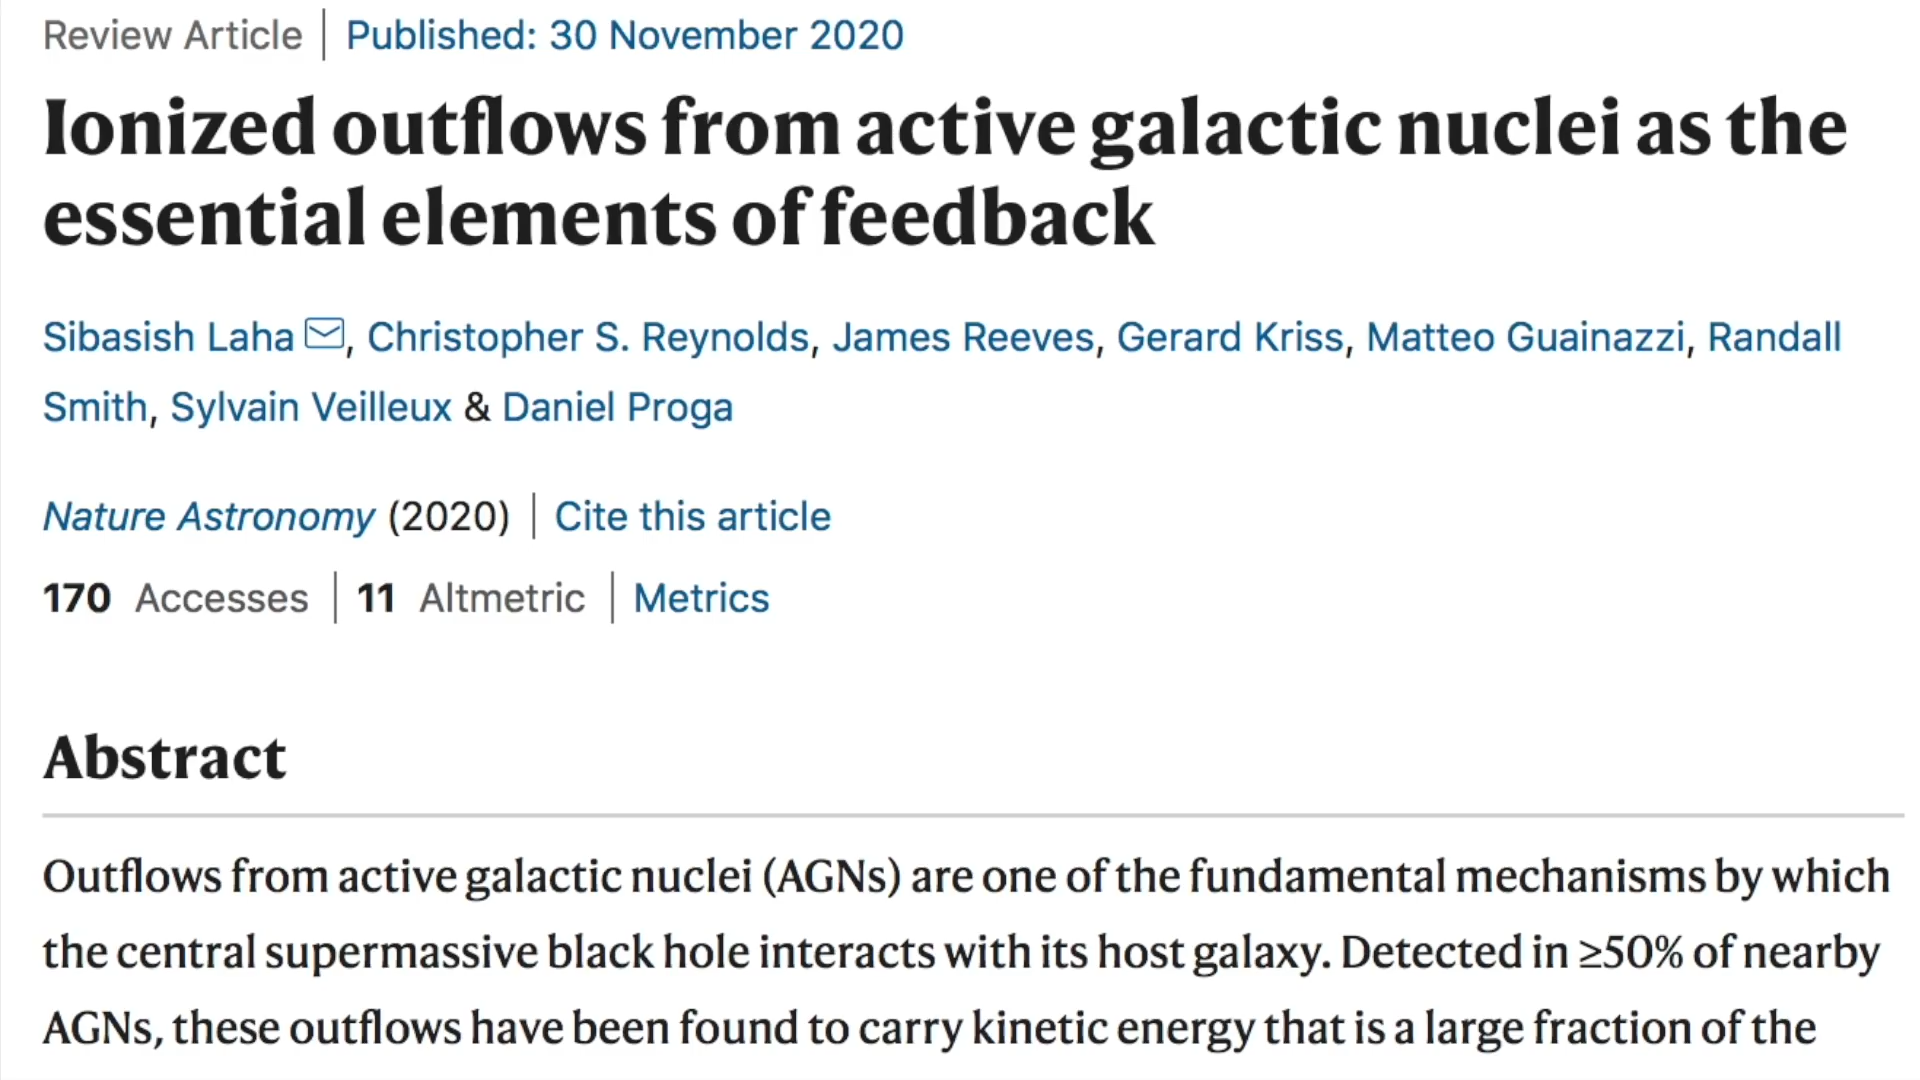 Review Article | Published: 30 November 2020
Ionized outflows from active galactic nuclei as the
essential elements of feedback
Sibasish Laha, Christopher S. Reynolds, James Reeves, Gerard Kriss, Matteo Guainazzi, Randall
Smith, Sylvain Veilleux & Daniel Proga
Nature Astronomy (2020) | Cite this article
170 Accesses | 11 Altmetric | Metrics
Abstract
Outflows from active galactic nuclei (AGNs) are one of the fundamental mechanisms by which
the central supermassive black hole interacts with its host galaxy. Detected in ≥50% of nearby
AGNs, these outflows have been found to carry kinetic energy that is a large fraction of the